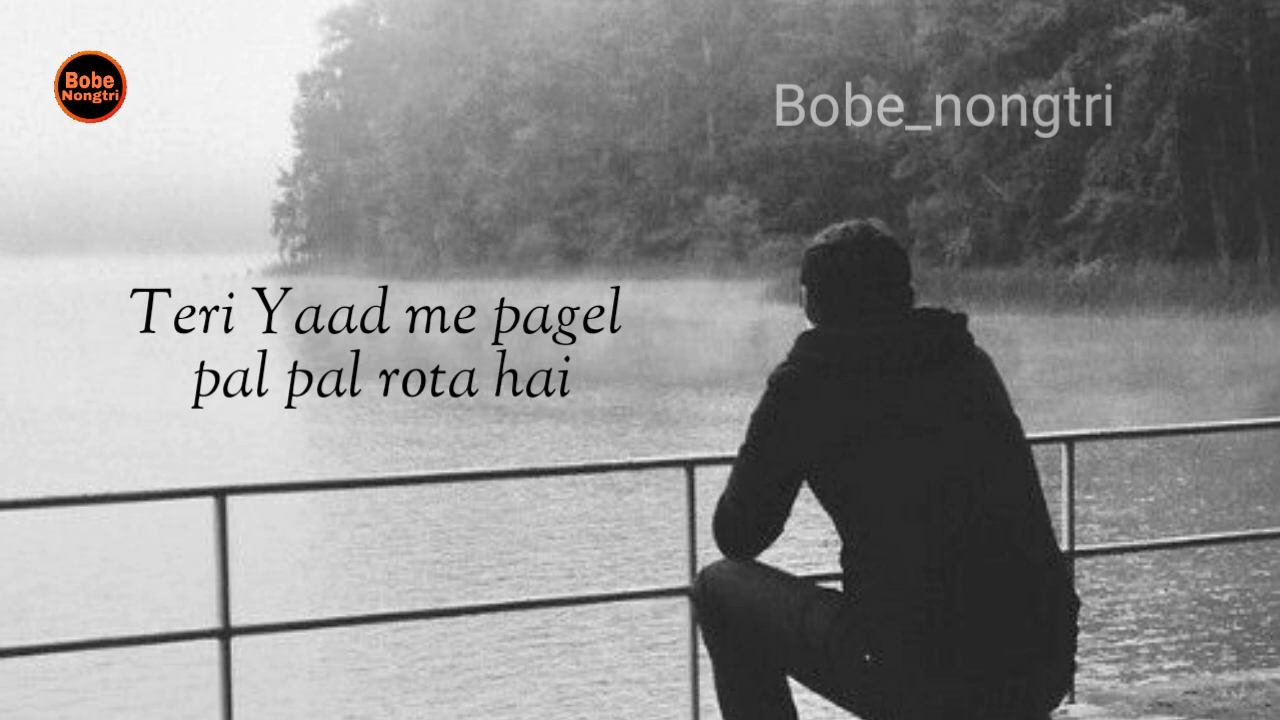 Bobe
Nongtri
Bobe_nongtri
Teri Yaad me pagel
pal pal rota hai